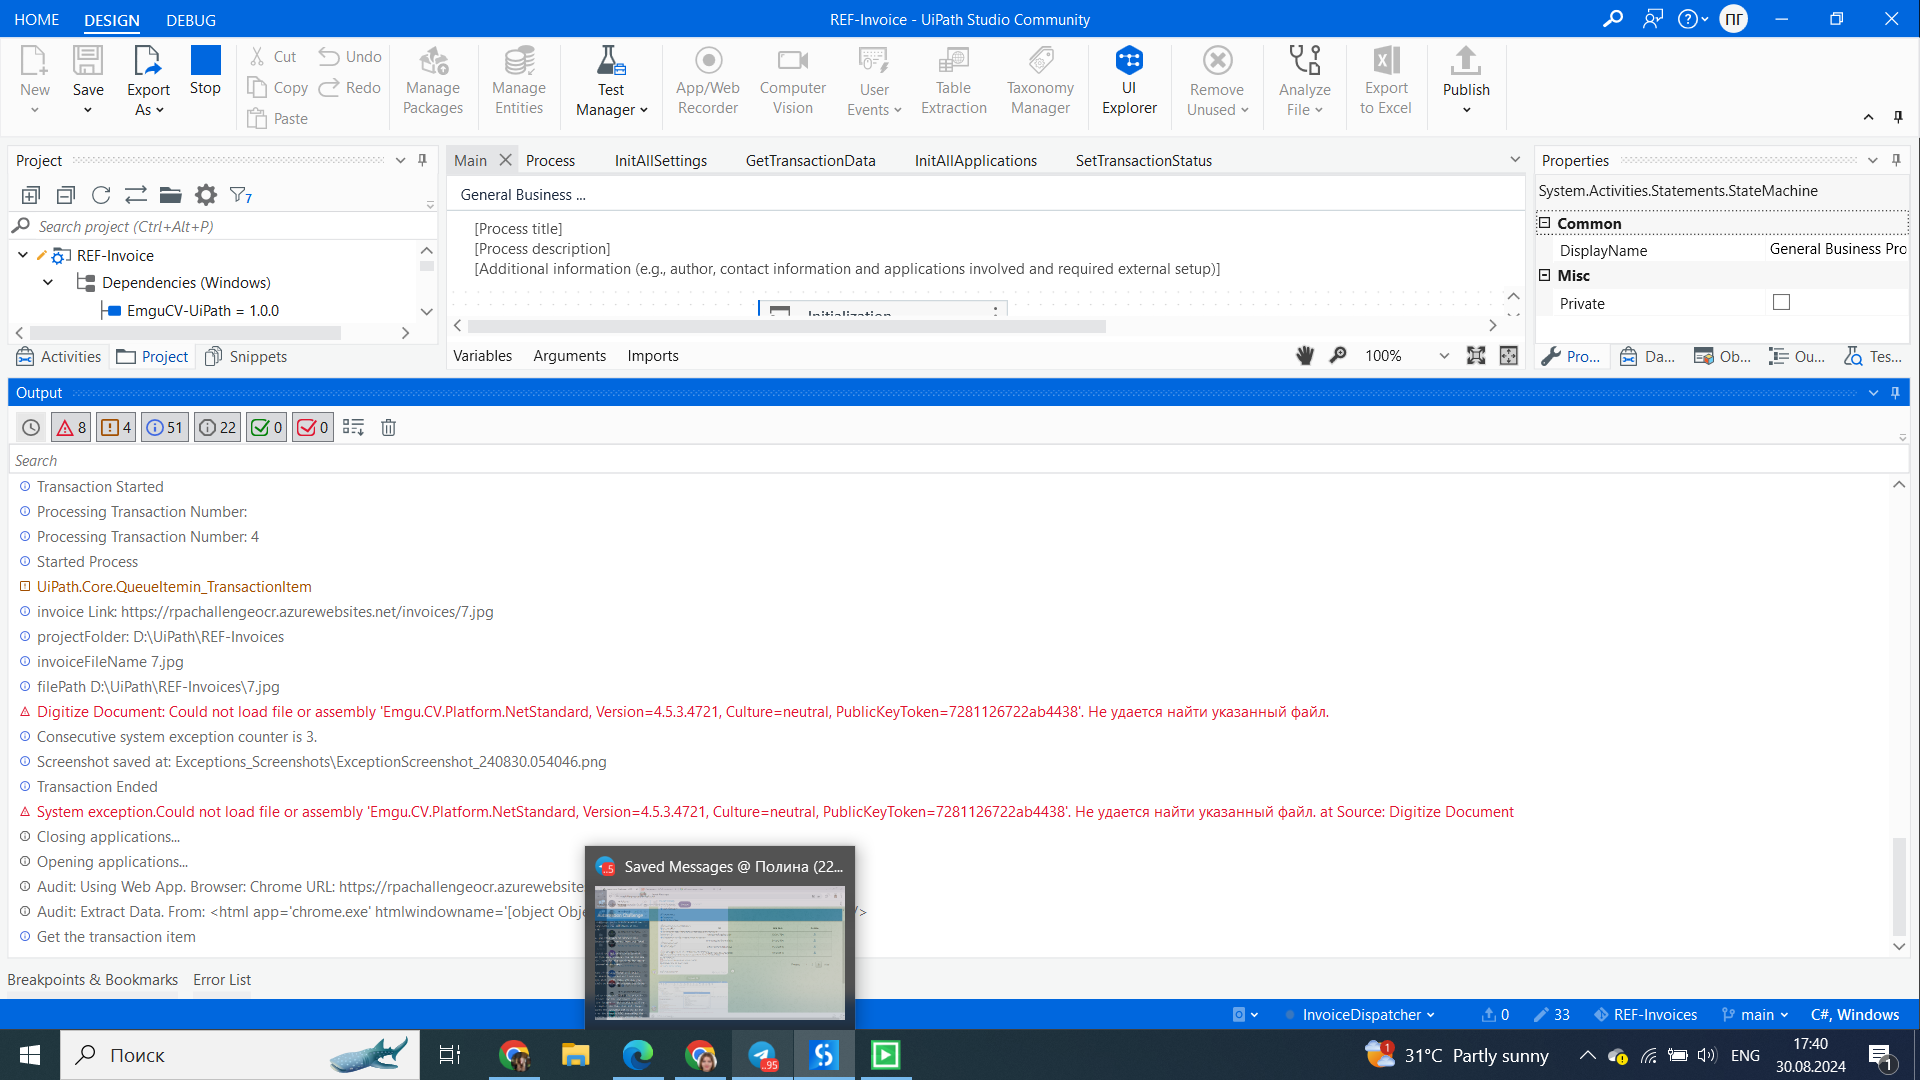 HOME DESIGN DEBUG REF-Invoice - UiPath Studio Community ПГ
New Save Export As Stop Cut Copy Paste Undo Redo Manage Packages Manage Entities Test Manager App/Web Recorder Computer Vision User Events Table Extraction Taxonomy Manager UI Explorer Remove Unused Analyze File Export to Excel Publish
Project
7
Search project (Ctrl+Alt+P)
REF-Invoice
Dependencies (Windows)
EmguCV-UiPath = 1.0.0
Activities Project Snippets
Main Process InitAllSettings GetTransactionData InitAllApplications SetTransactionStatus
General Business ...
[Process title]
[Process description]
[Additional information (e.g., author, contact information and applications involved and required external setup)]
Initialization
Variables Arguments Imports 100%
Properties
System.Activities.Statements.StateMachine
Common
DisplayName General Business Pro
Misc
Private
Pro... Da... Ob... Ou... Tes...
Output
8 4 51 22 0 0
Search
Transaction Started
Processing Transaction Number:
Processing Transaction Number: 4
Started Process
UiPath.Core.QueueItemin_TransactionItem
invoice Link: https://rpachallengeocr.azurewebsites.net/invoices/7.jpg
projectFolder: D:\UiPath\REF-Invoices
invoiceFileName 7.jpg
filePath D:\UiPath\REF-Invoices\7.jpg
Digitize Document: Could not load file or assembly 'Emgu.CV.Platform.NetStandard, Version=4.5.3.4721, Culture=neutral, PublicKeyToken=7281126722ab4438'. Не удается найти указанный файл.
Consecutive system exception counter is 3.
Screenshot saved at: Exceptions_Screenshots\ExceptionScreenshot_240830.054046.png
Transaction Ended
System exception.Could not load file or assembly 'Emgu.CV.Platform.NetStandard, Version=4.5.3.4721, Culture=neutral, PublicKeyToken=7281126722ab4438'. Не удается найти указанный файл. at Source: Digitize Document
Closing applications...
Opening applications...
Audit: Using Web App. Browser: Chrome URL: https://rpachallengeocr.azurewebsite
Audit: Extract Data. From: <html app='chrome.exe' htmlwindowname='[object Obje />
Get the transaction item
..5 Saved Messages @ Полина (22...
Breakpoints & Bookmarks Error List
InvoiceDispatcher 0 33 REF-Invoices main C#, Windows
Поиск ..95 1 31°C Partly sunny ENG 17:40
30.08.2024 1